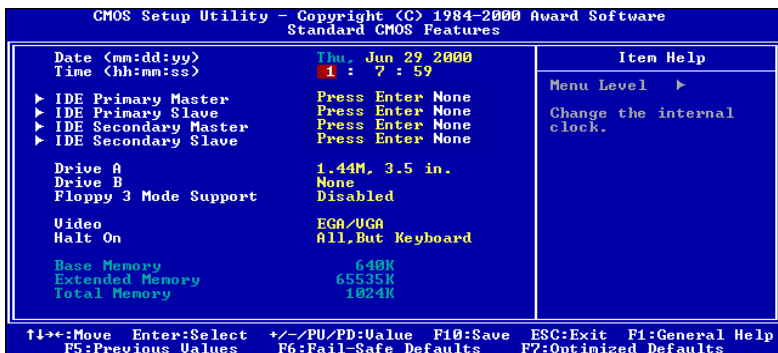 CMOS Setup Utility - Copyright (C) 1984-2000 Award Software
Standard CMOS Features
Date (mm:dd:yy) Thu, Jun 29 2000
Time (hh:mm:ss) 1 : 7 : 59
► IDE Primary Master Press Enter None
► IDE Primary Slave Press Enter None
► IDE Secondary Master Press Enter None
► IDE Secondary Slave Press Enter None
Drive A 1.44M, 3.5 in.
Drive B None
Floppy 3 Mode Support Disabled
Video EGA/VGA
Halt On All,But Keyboard
Base Memory 640K
Extended Memory 65535K
Total Memory 1024K
Item Help
Menu Level ►
Change the internal
clock.
↑↓→←:Move Enter:Select +/-/PU/PD:Value F10:Save ESC:Exit F1:General Help
F5:Previous Values F6:Fail-Safe Defaults F7:Optimized Defaults